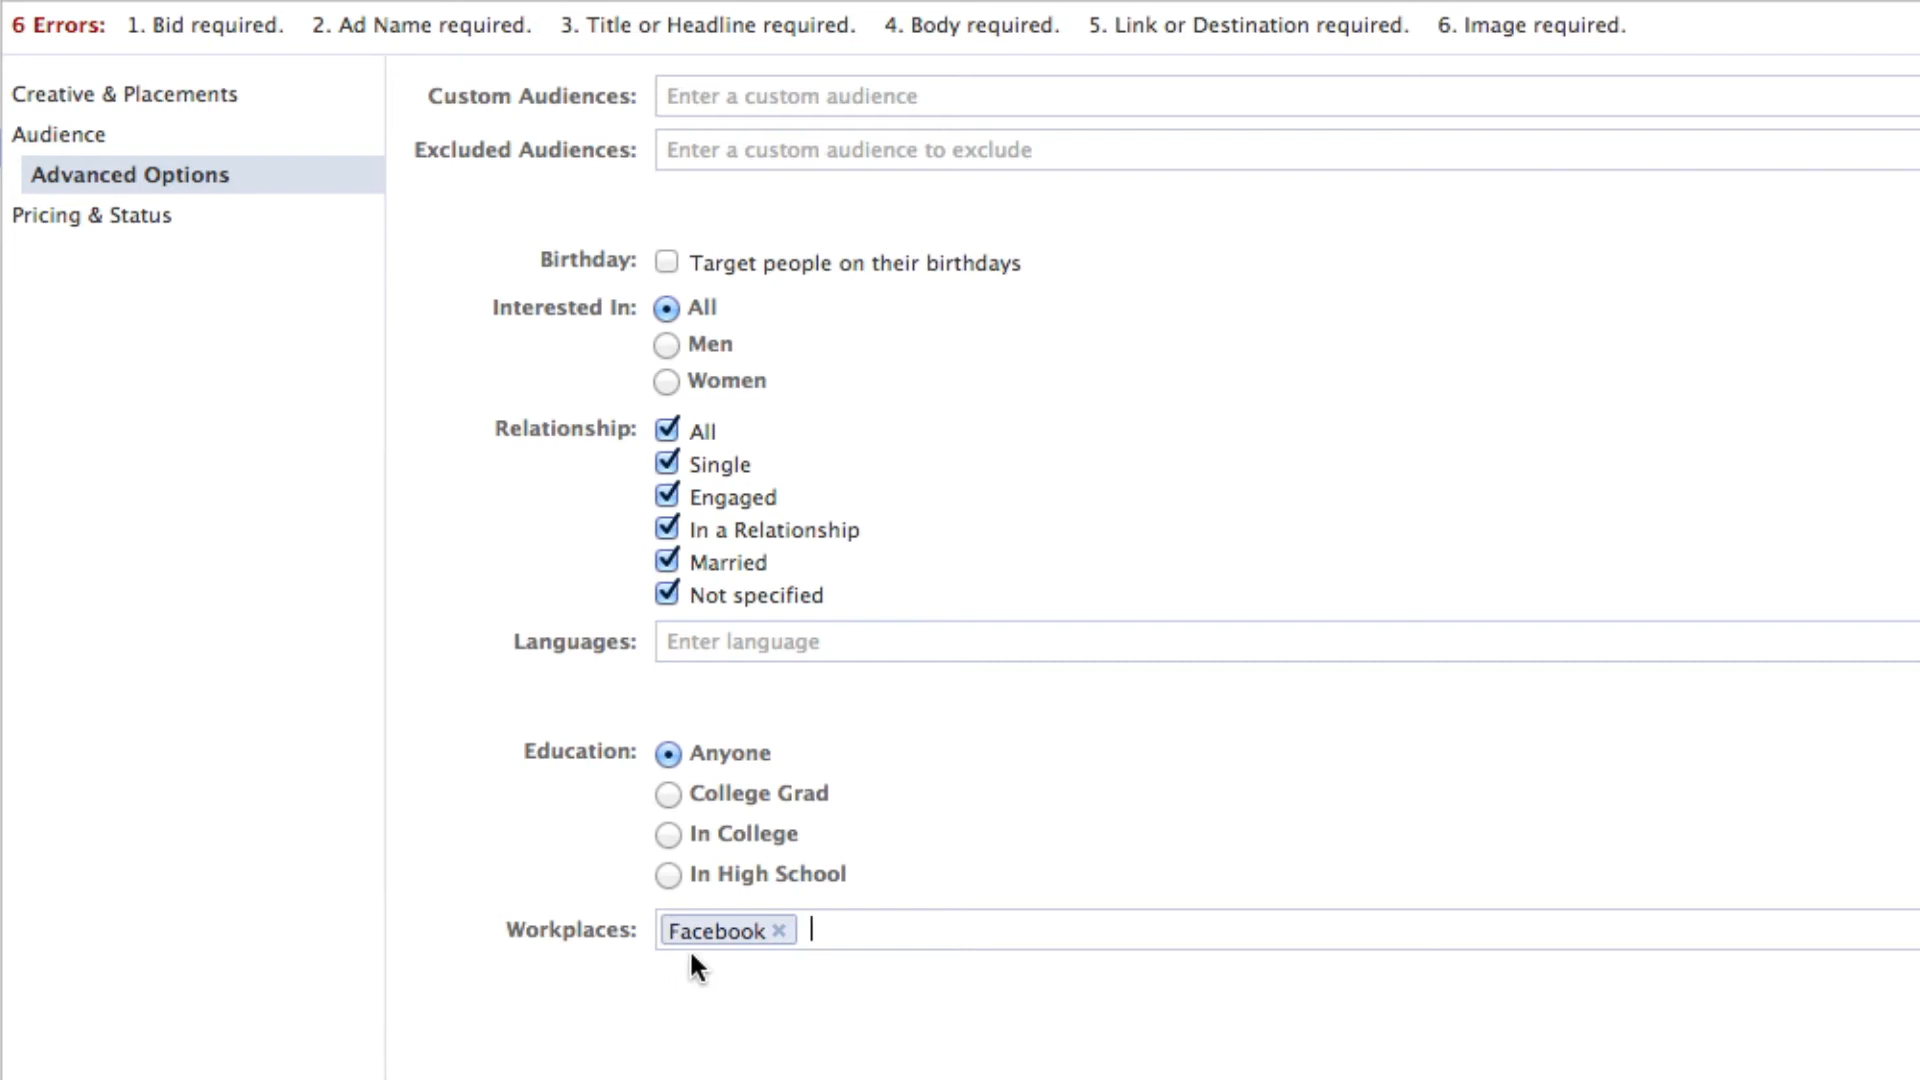 6 Errors: 1. Bid required. 2. Ad Name required. 3. Title or Headline required. 4. Body required. 5. Link or Destination required. 6. Image required.
Creative & Placements
Audience
Advanced Options
Pricing & Status
Custom Audiences: Enter a custom audience
Excluded Audiences: Enter a custom audience to exclude
Birthday: Target people on their birthdays
Interested In: All
Men
Women
Relationship: All
Single
Engaged
In a Relationship
Married
Not specified
Languages: Enter language
Education: Anyone
College Grad
In College
In High School
Workplaces: Facebook